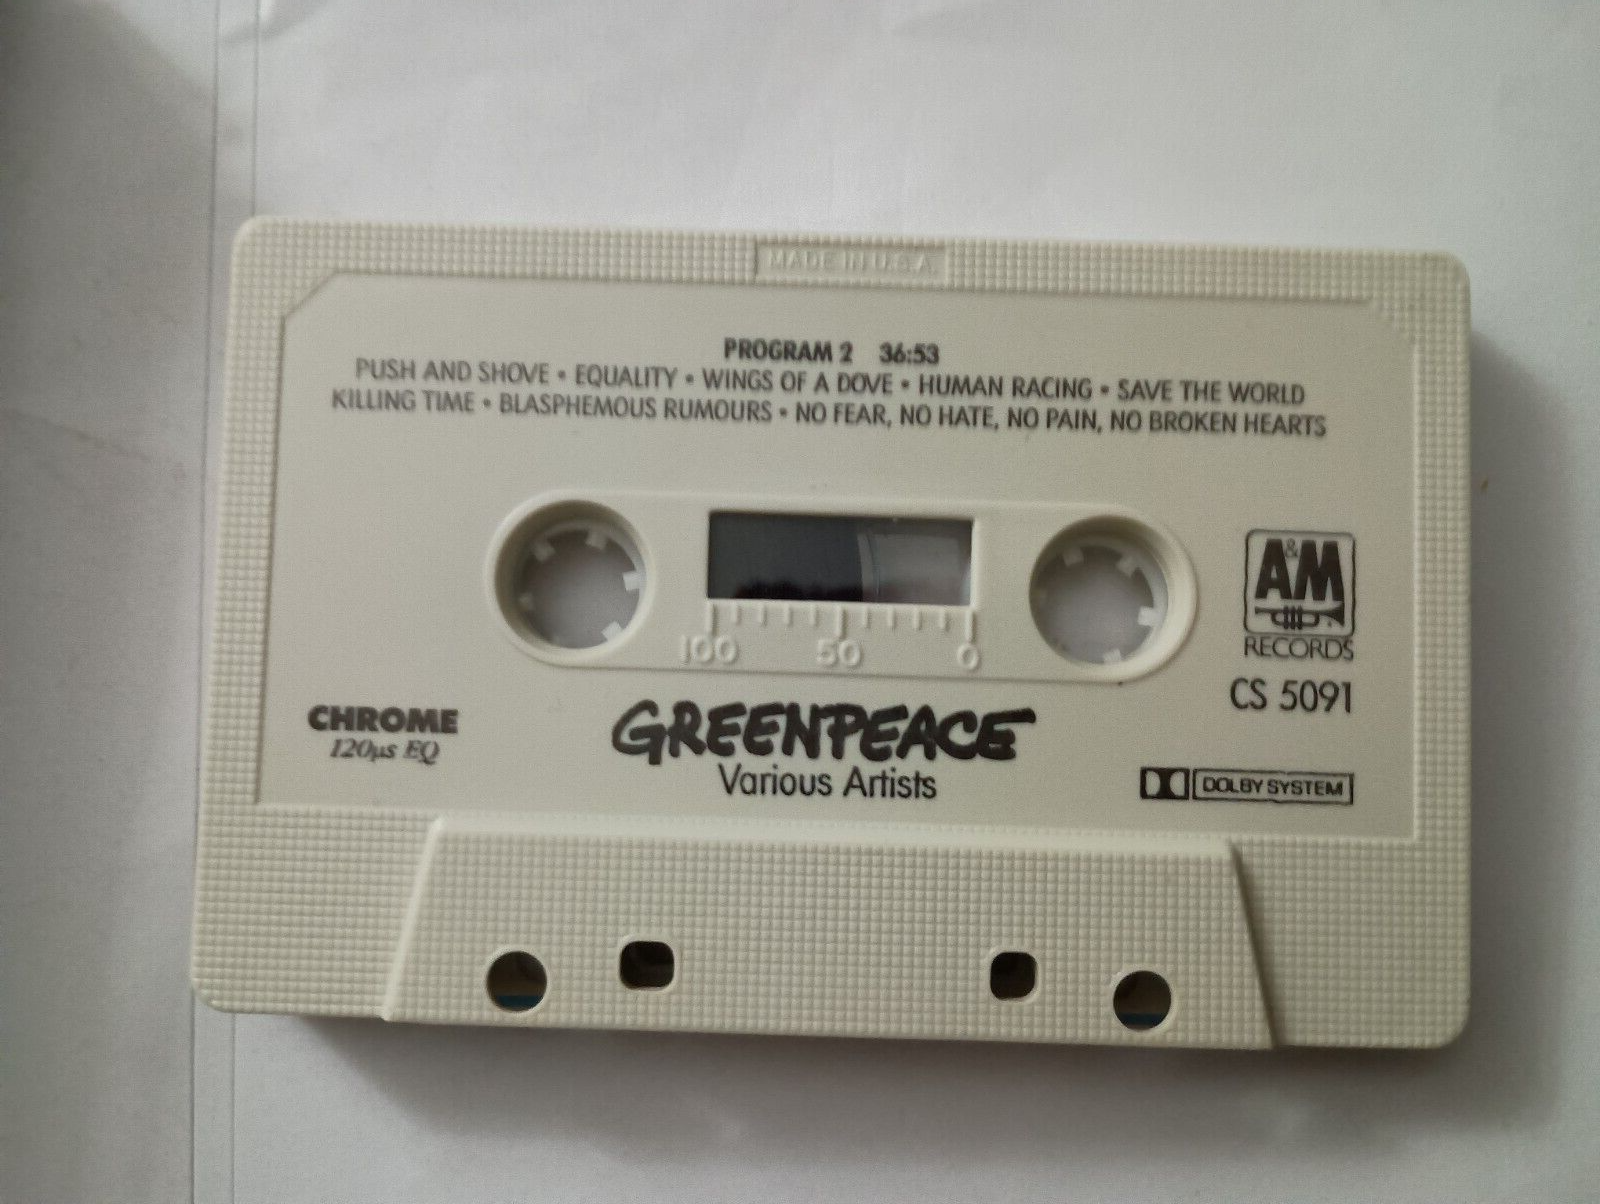 MADE IN U.S.A.
PROGRAM 2 36:53
PUSH AND SHOVE • EQUALITY • WINGS OF A DOVE • HUMAN RACING • SAVE THE WORLD
KILLING TIME • BLASPHEMOUS RUMOURS • NO FEAR, NO HATE, NO PAIN, NO BROKEN HEARTS
100 50 0
A&M
RECORDS
CS 5091
CHROME
120µs EQ
GREENPEACE
Various Artists
DOLBY SYSTEM